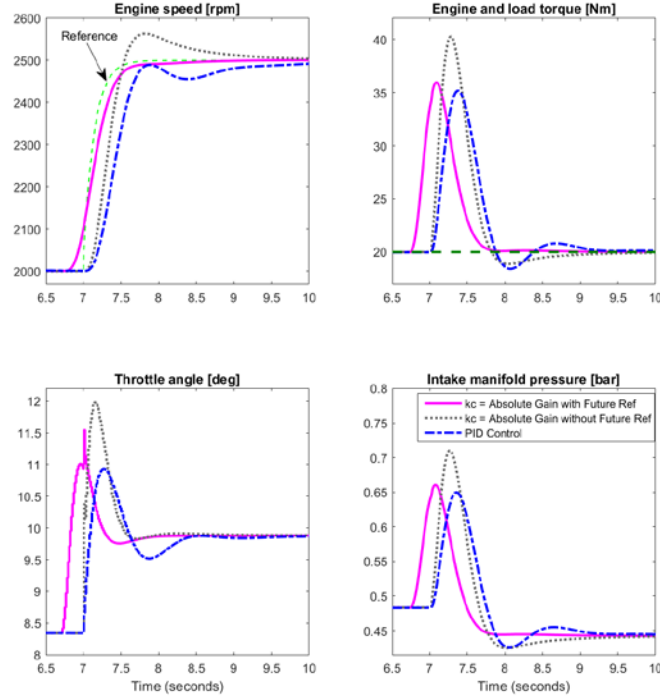 Engine speed [rpm]
2600
2500
2400
2300
2200
2100
2000
6.5 7 7.5 8 8.5 9 9.5 10
Reference
Engine and load torque [Nm]
40
35
30
25
20
6.5 7 7.5 8 8.5 9 9.5 10
Throttle angle [deg]
12
11.5
11
10.5
10
9.5
9
8.5
8
6.5 7 7.5 8 8.5 9 9.5 10
Time (seconds)
Intake manifold pressure [bar]
0.8
0.75
0.7
0.65
0.6
0.55
0.5
0.45
6.5 7 7.5 8 8.5 9 9.5 10
Time (seconds)
kc = Absolute Gain with Future Ref
kc = Absolute Gain without Future Ref
PID Control